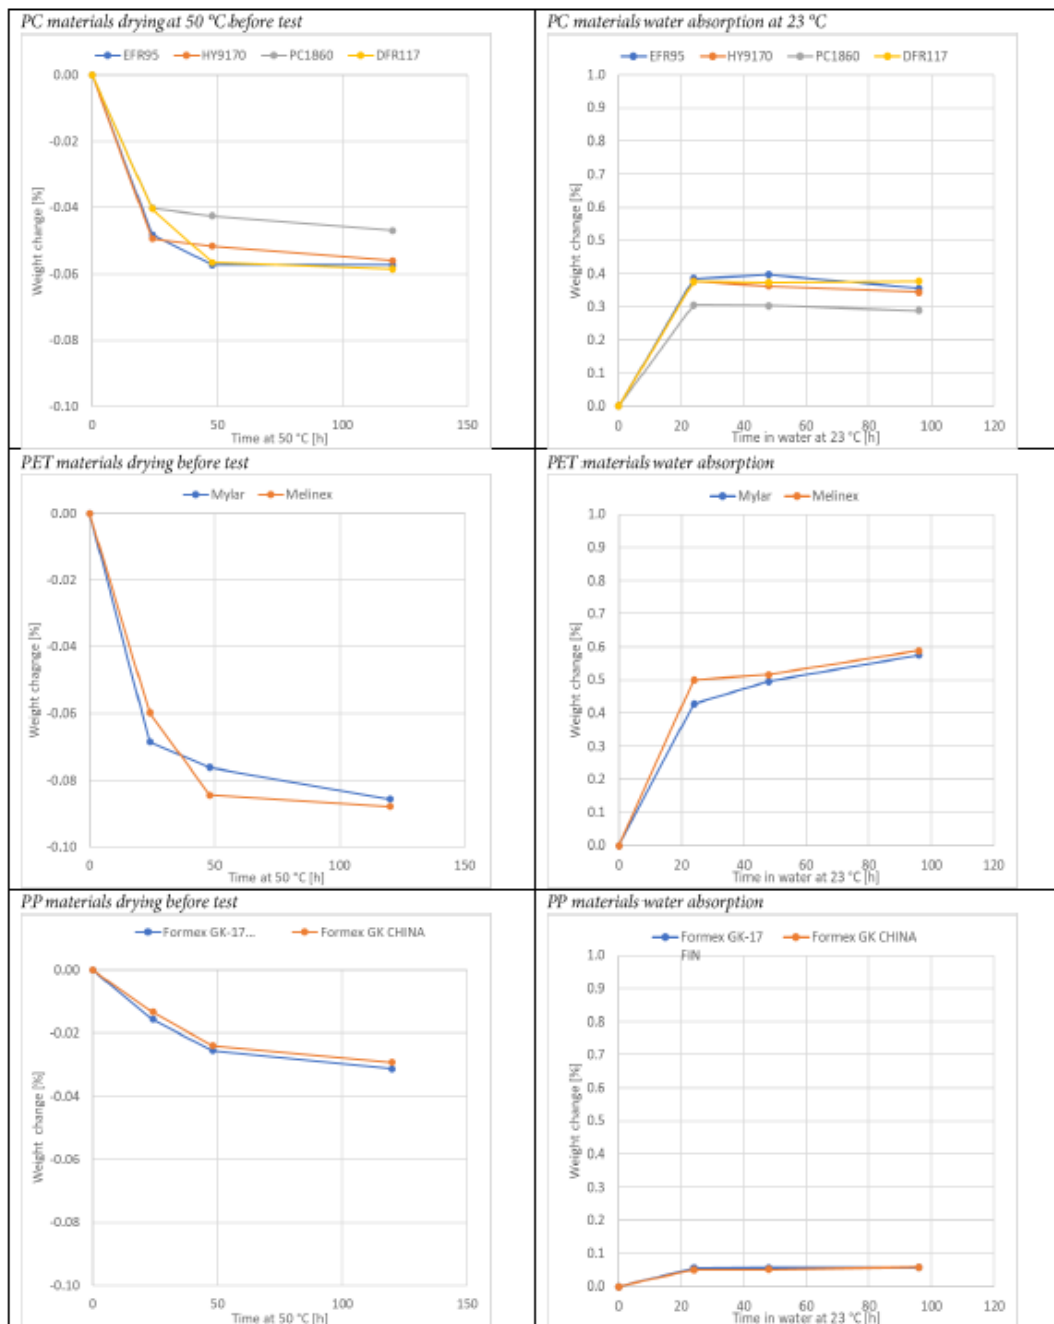 PC materials drying at 50 °C before test
EFR95 HY9170 PC1860 DFR117
0.00
-0.02
-0.04
-0.06
-0.08
-0.10
Weight change [%]
0 50 100 150
Time at 50 °C [h]
PC materials water absorption at 23 °C
EFR95 HY9170 PC1860 DFR117
1.0
0.9
0.8
0.7
0.6
0.5
0.4
0.3
0.2
0.1
0.0
Weight change [%]
0 20 40 60 80 100 120
Time in water at 23 °C [h]
PET materials drying before test
Mylar Melinex
0.00
-0.02
-0.04
-0.06
-0.08
-0.10
Weight chagnge [%]
0 50 100 150
Time at 50 °C [h]
PET materials water absorption
Mylar Melinex
1.0
0.9
0.8
0.7
0.6
0.5
0.4
0.3
0.2
0.1
0.0
Weight change [%]
0 20 40 60 80 100 120
Time in water at 23 °C [h]
PP materials drying before test
Formex GK-17... Formex GK CHINA
0.00
-0.02
-0.04
-0.06
-0.08
-0.10
Weight change [%]
0 50 100 150
Time at 50 °C [h]
PP materials water absorption
Formex GK-17 Formex GK CHINA
FIN
1.0
0.9
0.8
0.7
0.6
0.5
0.4
0.3
0.2
0.1
0.0
Weight change [%]
0 20 40 60 80 100 120
Time in water at 23 °C [h]